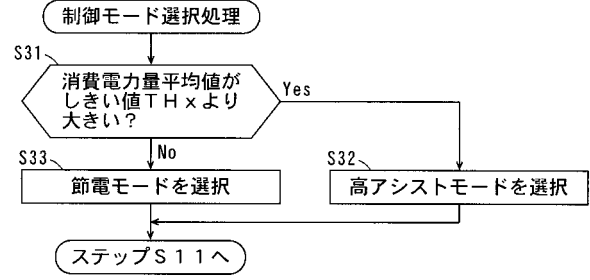 制御モード選択処理
S31
消費電力量平均値が
しきい値ＴＨｘより
大きい？
Yes
No
S33
節電モードを選択
S32
高アシストモードを選択
ステップＳ１１へ